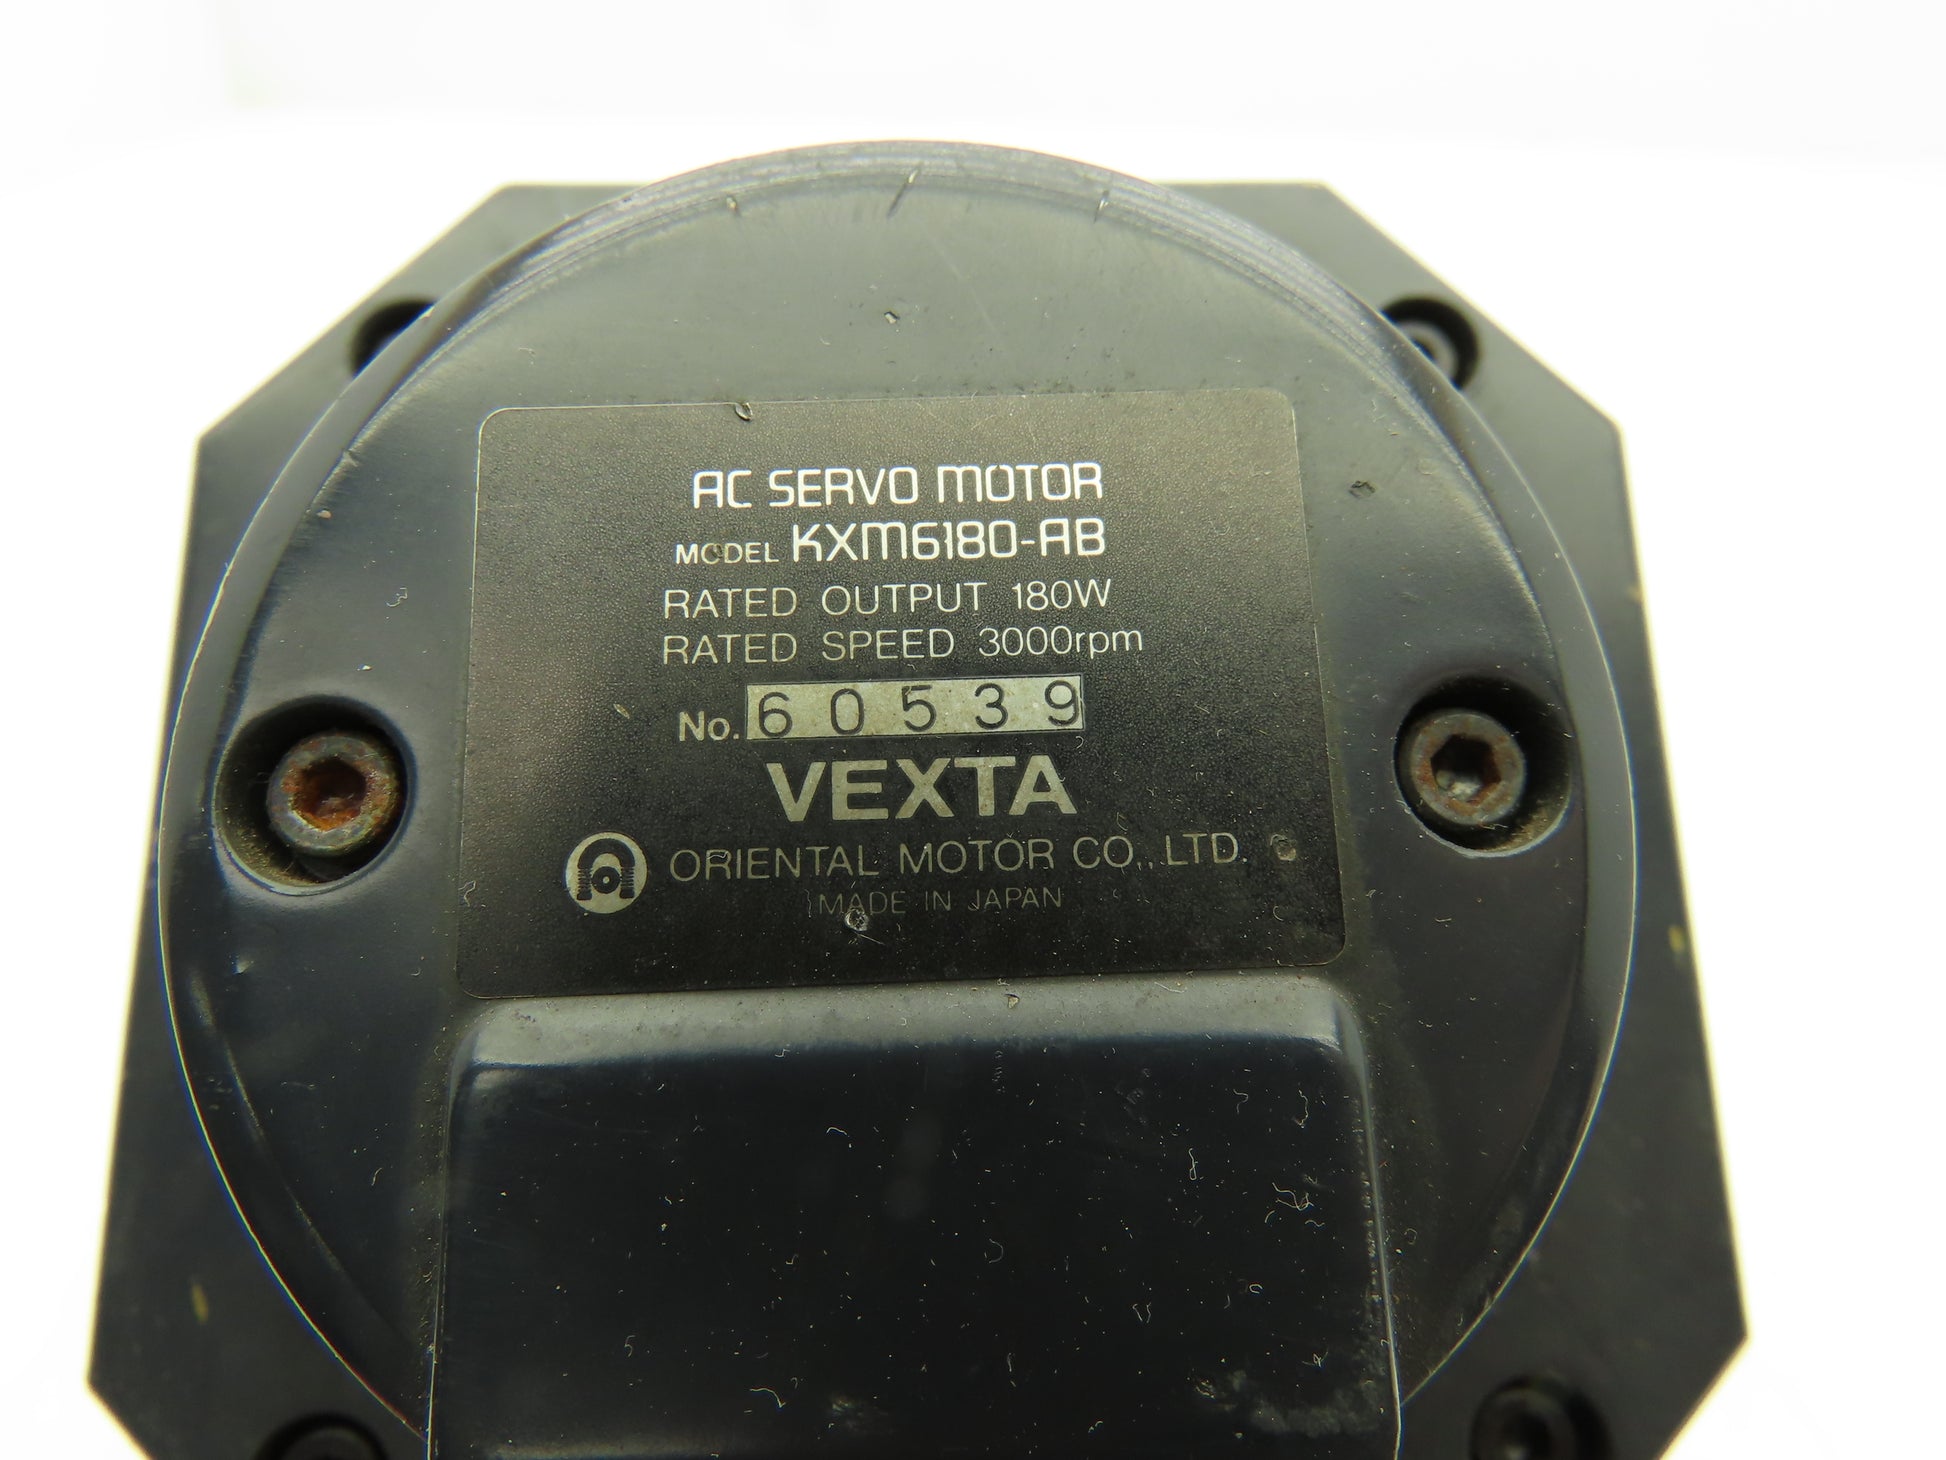 AC SERVO MOTOR
MODEL KXM6180-AB
RATED OUTPUT 180W
RATED SPEED 3000rpm
No. 60539
VEXTA
ORIENTAL MOTOR CO., LTD.
MADE IN JAPAN